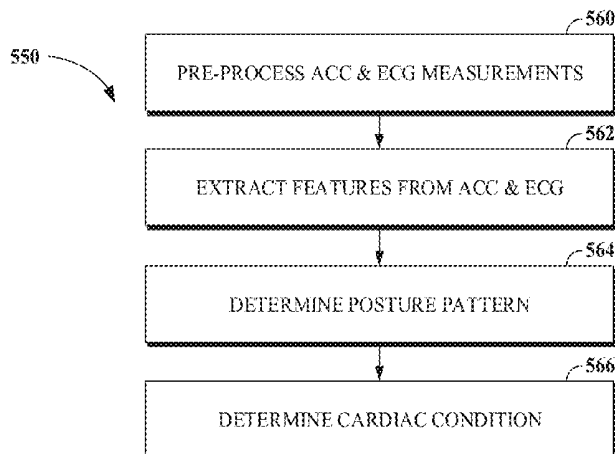 560
550
PRE-PROCESS ACC & ECG MEASUREMENTS
562
EXTRACT FEATURES FROM ACC & ECG
564
DETERMINE POSTURE PATTERN
566
DETERMINE CARDIAC CONDITION